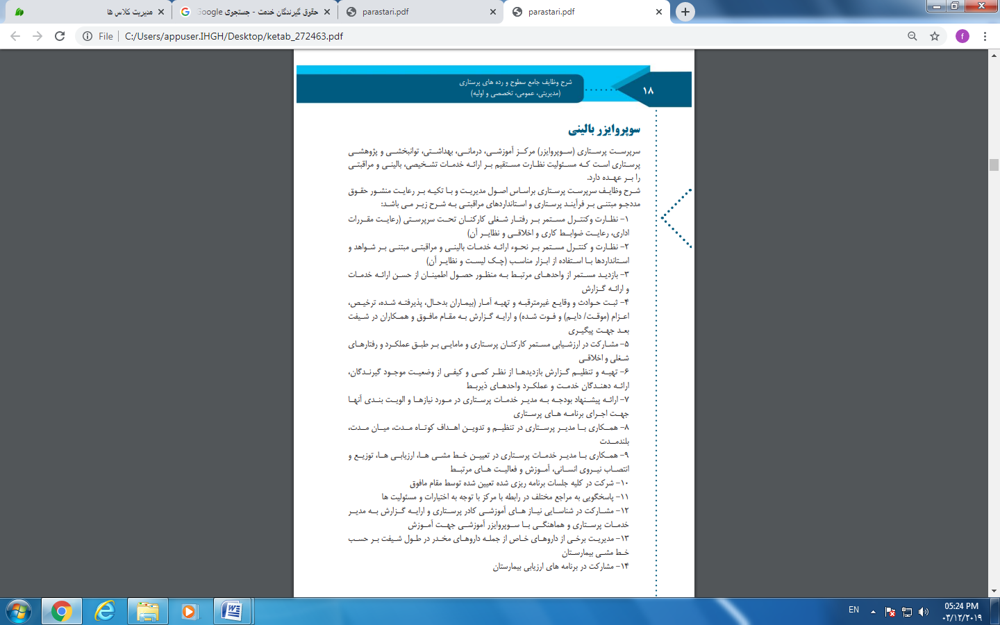 مدیریت کلاس ها
حقوق گیرندگان خدمت - جستجوی Google
parastari.pdf
parastari.pdf
File
C:/Users/appuser.IHGH/Desktop/ketab_272463.pdf
f
شرح وظایف جامع سطوح و رده های پرستاری
(مدیریتی، عمومی، تخصصی و اولیه)
۱۸
سوپروایزر بالینی
سرپرست پرستاری (سوپروایزر) مرکز آموزشی، درمانی، بهداشتی، توانبخشی و پژوهشی
پرستاری است که مسئولیت نظارت مستقیم بر ارائه خدمات تشخیصی، بالینی و مراقبتی
را بر عهده دارد.
شرح وظایف سرپرست پرستاری براساس اصول مدیریت و با تکیه بر رعایت منشور حقوق
مددجو مبتنی بر فرآیند پرستاری و استانداردهای مراقبتی به شرح زیر می باشد:
۱- نظارت وکنترل مستمر بر رفتار شغلی کارکنان تحت سرپرستی (رعایت مقررات
اداری، رعایت ضوابط کاری و اخلاقی و نظایر آن)
۲- نظارت و کنترل مستمر بر نحوء ارائه خدمات بالینی و مراقبتی مبتنی بر شواهد و
استانداردها با استفاده از ابزار مناسب (چک لیست و نظایر آن)
۳- بازدید مستمر از واحدهای مرتبط به منظور حصول اطمینان از حسن ارائه خدمات
و ارائه گزارش
۴- ثبت حوادث و وقایع غیرمترقبه و تهیه آمار (بیماران بدحال، پذیرفته شده، ترخیص،
اعزام (موقت/ دایم) و فوت شده) و ارایه گزارش به مقام مافوق و همکاران در شیفت
بعد جهت پیگیری
۵- مشارکت در ارزشیابی مستمر کارکنان پرستاری و مامایی بر طبق عملکرد و رفتارهای
شغلی و اخلاقی
۶- تهیه و تنظیم گزارش بازدیدها از نظر کمی و کیفی از وضعیت موجود گیرندگان،
ارائه دهندگان خدمت و عملکرد واحدهای ذیربط
۷- ارائه پیشنهاد بودجه به مدیر خدمات پرستاری در مورد نیازها و الویت بندی آنها
جهت اجرای برنامه های پرستاری
۸- همکاری با مدیر پرستاری در تنظیم و تدوین اهداف کوتاه مدت، میان مدت،
بلندمدت
۹- همکاری با مدیر خدمات پرستاری در تعیین خط مشی ها، ارزیابی ها، توزیع و
انتصاب نیروی انسانی، آموزش و فعالیت های مرتبط
۱۰- شرکت در کلیه جلسات برنامه ریزی شده تعیین شده توسط مقام مافوق
۱۱- پاسخگویی به مراجع مختلف در رابطه با مرکز با توجه به اختیارات و مسئولیت ها
۱۲- مشارکت در شناسایی نیاز های آموزشی کادر پرستاری و ارایه گزارش به مدیر
خدمات پرستاری و هماهنگی با سوپروایزر آموزشی جهت آموزش
۱۳- مدیریت برخی از داروهای خاص از جمله داروهای مخدر در طول شیفت بر حسب
خط مشی بیمارستان
۱۴- مشارکت در برنامه های ارزیابی بیمارستان
EN
05:24 PM
۰۳/۱۲/۲۰۱۹